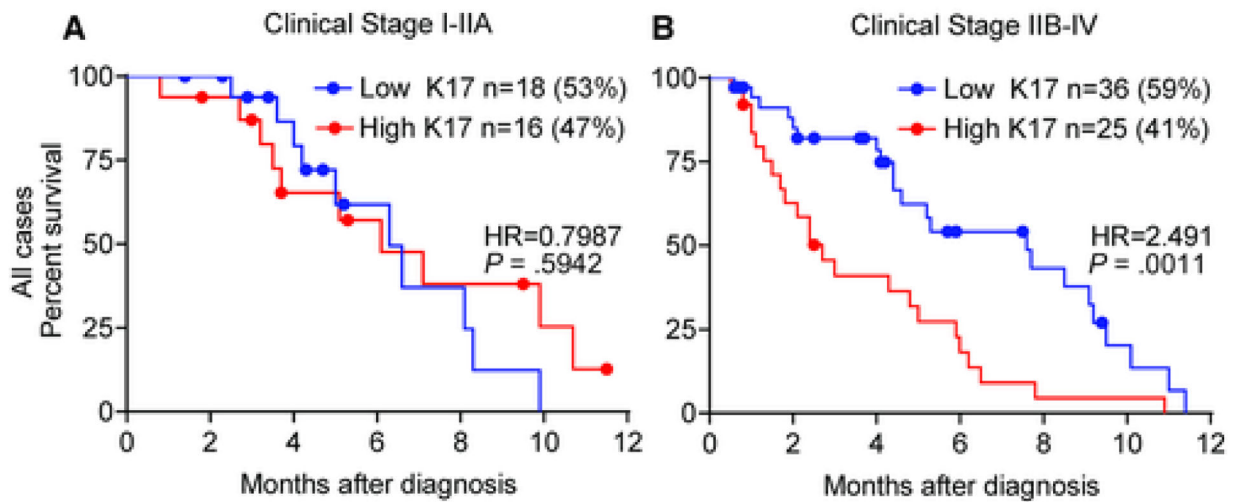 A Clinical Stage I-IIA
All cases
Percent survival
100
75
50
25
0
Low K17 n=18 (53%)
High K17 n=16 (47%)
HR=0.7987
P = .5942
0 2 4 6 8 10 12
Months after diagnosis
B Clinical Stage IIB-IV
100
75
50
25
0
Low K17 n=36 (59%)
High K17 n=25 (41%)
HR=2.491
P = .0011
0 2 4 6 8 10 12
Months after diagnosis